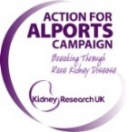 ACTION FOR
ALPORTS
CAMPAIGN
Breaking Through
Rare Kidney Disease
Kidney Research UK